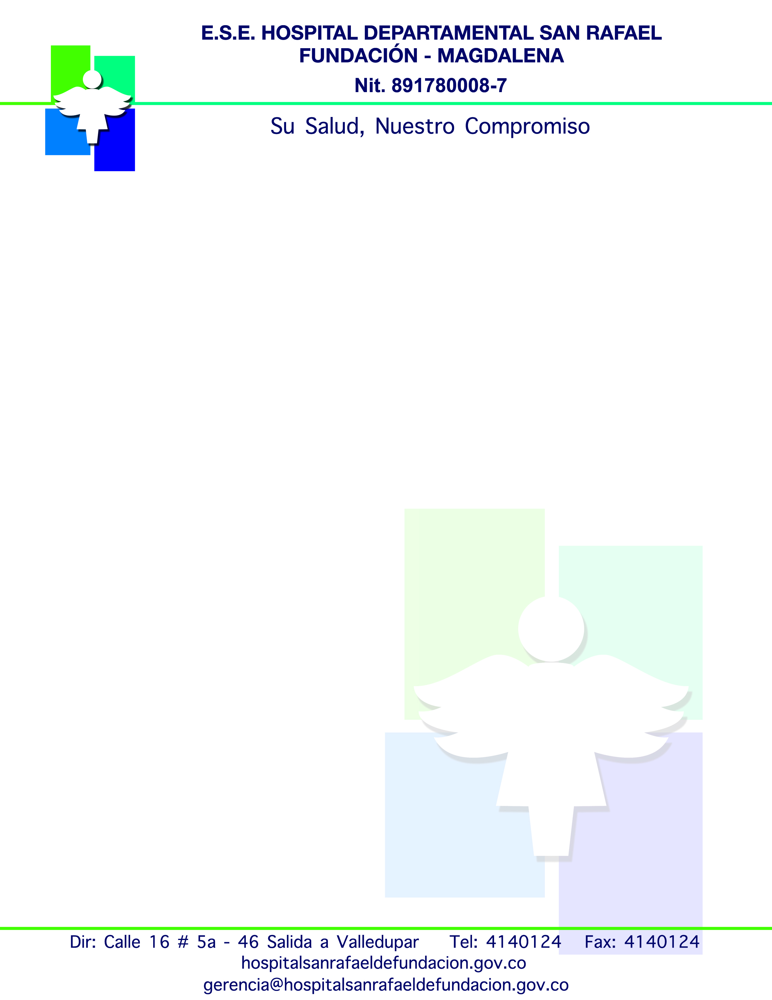 E.S.E. HOSPITAL DEPARTAMENTAL SAN RAFAEL
FUNDACIÓN - MAGDALENA
Nit. 891780008-7
Su Salud, Nuestro Compromiso
Dir: Calle 16 # 5a - 46 Salida a Valledupar Tel: 4140124 Fax: 4140124
hospitalsanrafaeldefundacion.gov.co
gerencia@hospitalsanrafaeldefundacion.gov.co